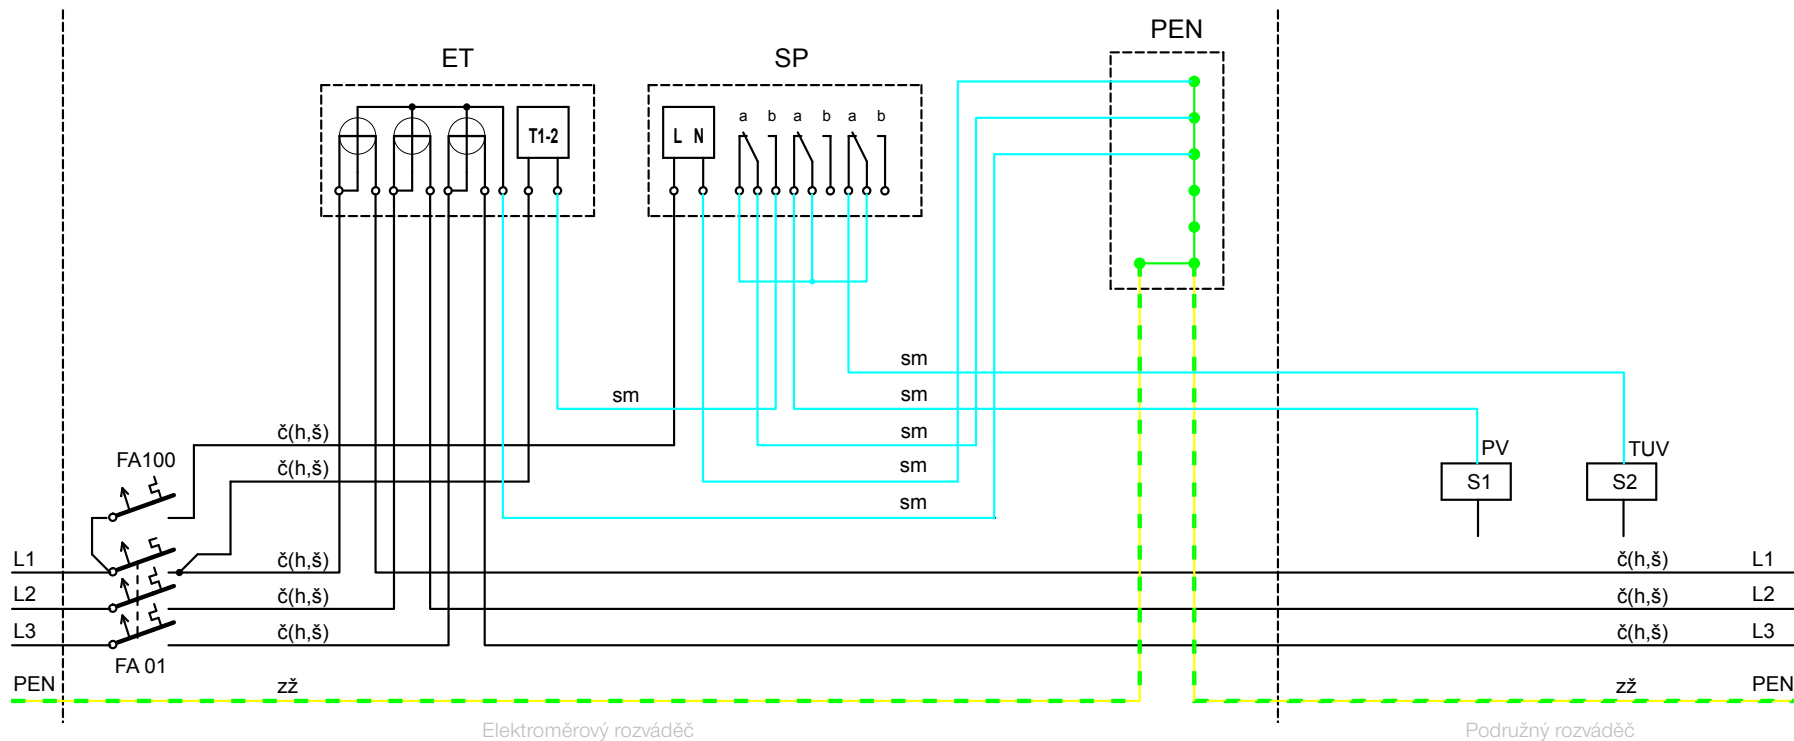 ET
SP
PEN
T1-2
L N
a b a b a b
sm
sm
sm
sm
sm
sm
č(h,š)
č(h,š)
FA100
PV
TUV
S1
S2
L1
č(h,š)
č(h,š)
L1
L2
č(h,š)
č(h,š)
L2
L3
č(h,š)
č(h,š)
L3
FA 01
PEN
zž
zž
PEN
Elektroměrový rozváděč
Podružný rozváděč